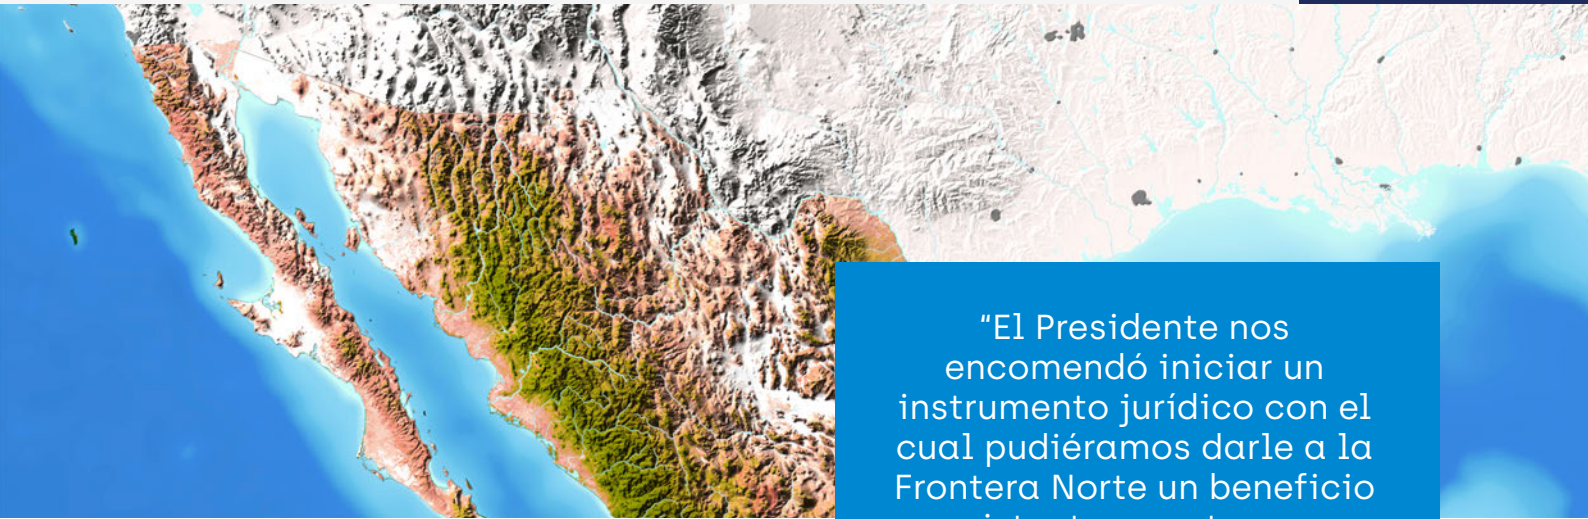 “El Presidente nos
encomendó iniciar un
instrumento jurídico con el
cual pudiéramos darle a la
Frontera Norte un beneficio